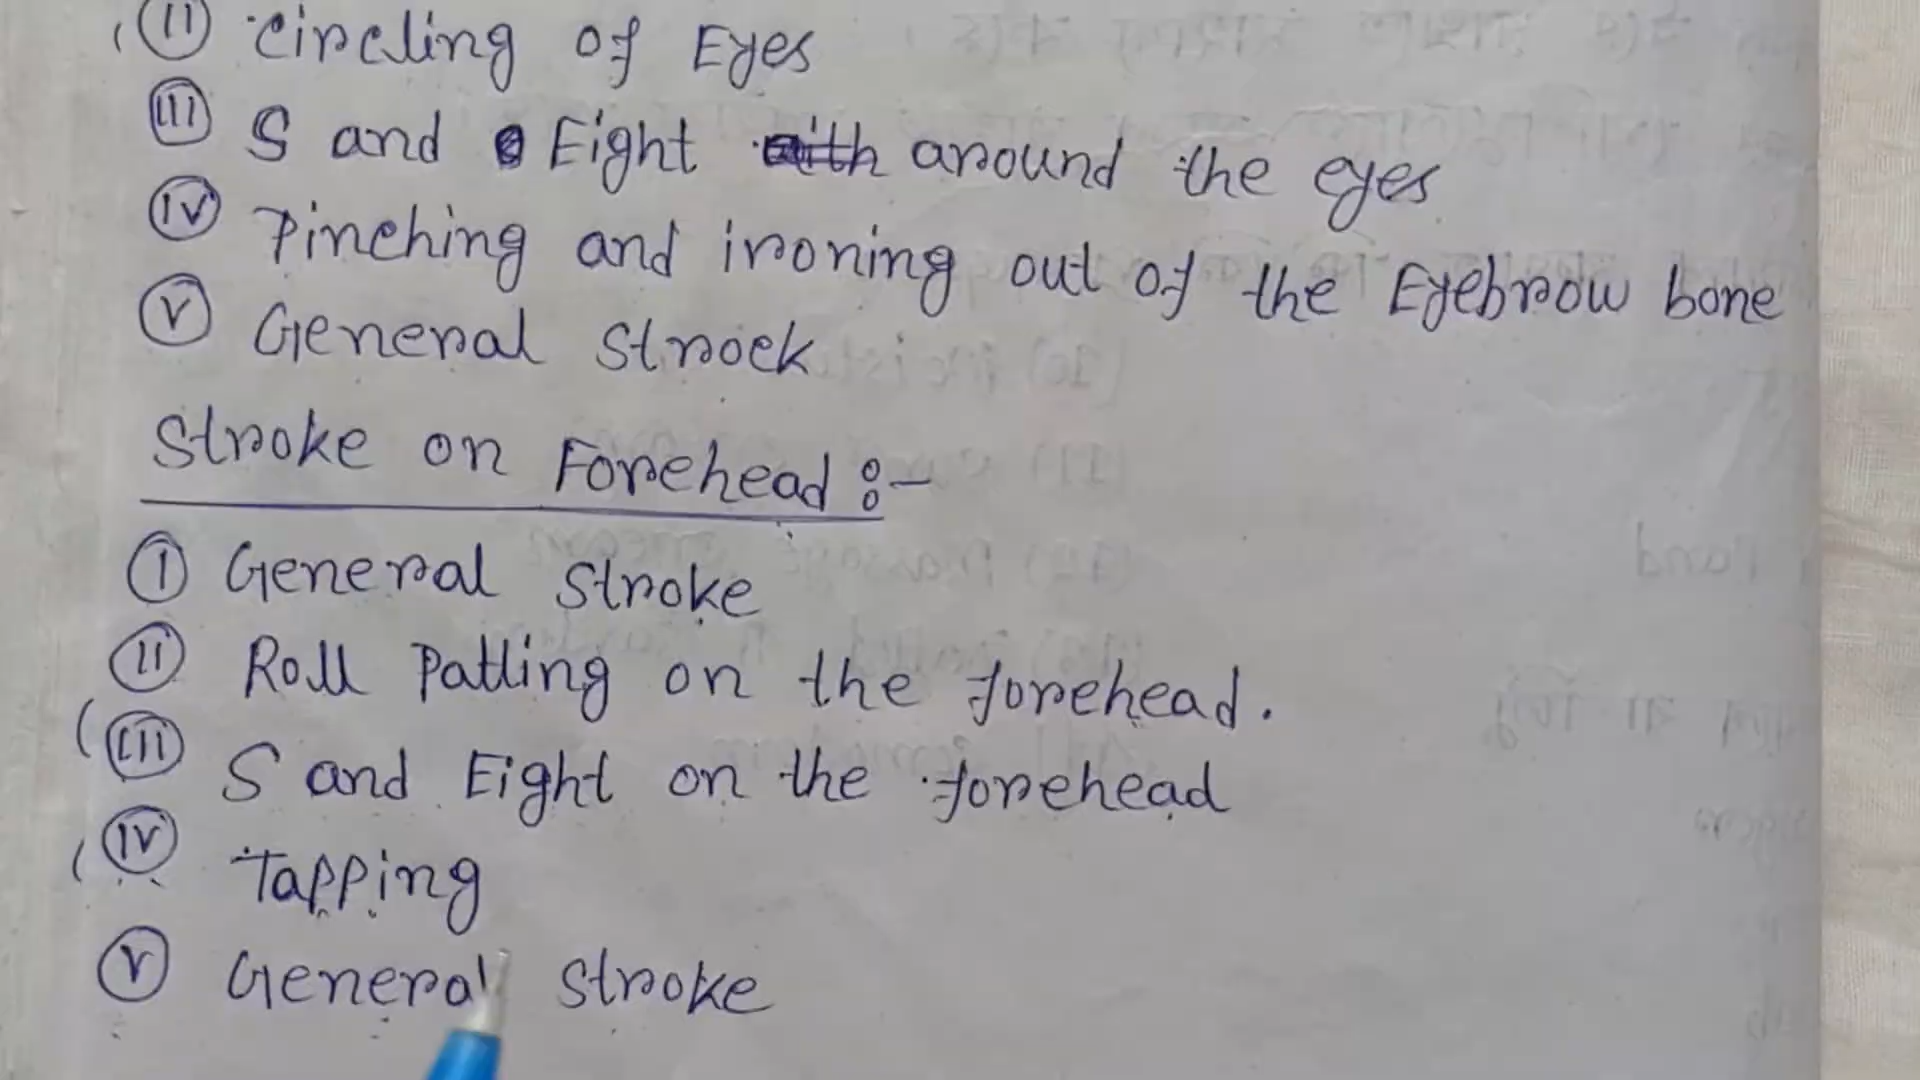 (II) Circling of Eyes
(III) S and Eight around the eyes
(IV) Pinching and ironing out of the Eyebrow bone
(V) General Strock
Stroke on Forehead :-
(I) General Stroke
(II) Roll Patting on the forehead.
(III) S and Eight on the forehead
(IV) Tapping
(V) General Stroke